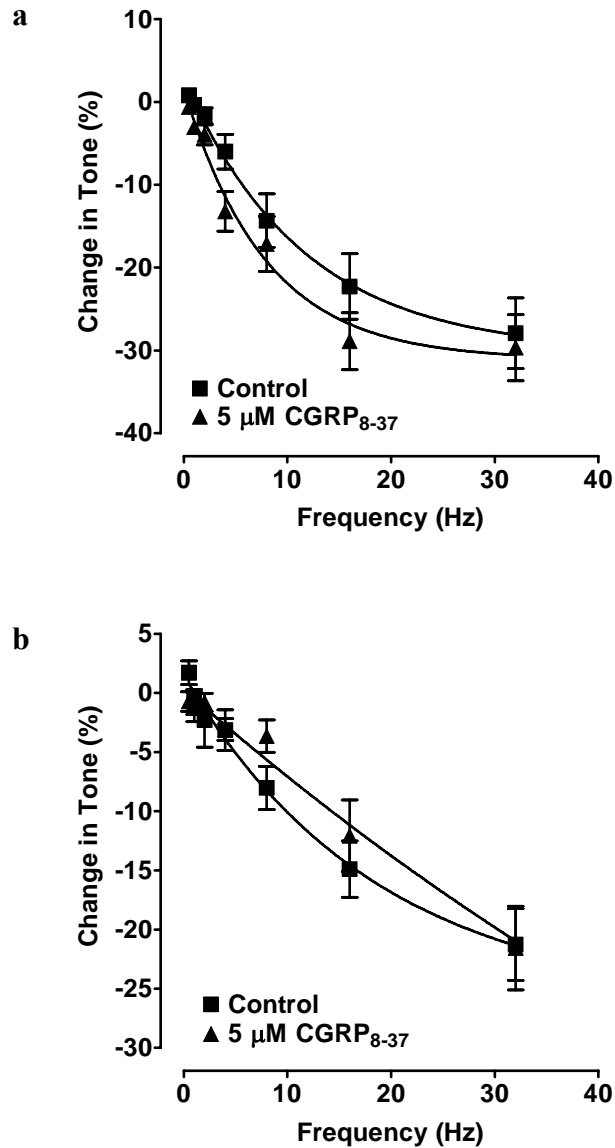 a
10
0
-10
-20
-30
-40
Change in Tone (%)
Control
5 μM CGRP8-37
0 10 20 30 40
Frequency (Hz)
b
5
0
-5
-10
-15
-20
-25
-30
Change in Tone (%)
Control
5 μM CGRP8-37
0 10 20 30 40
Frequency (Hz)